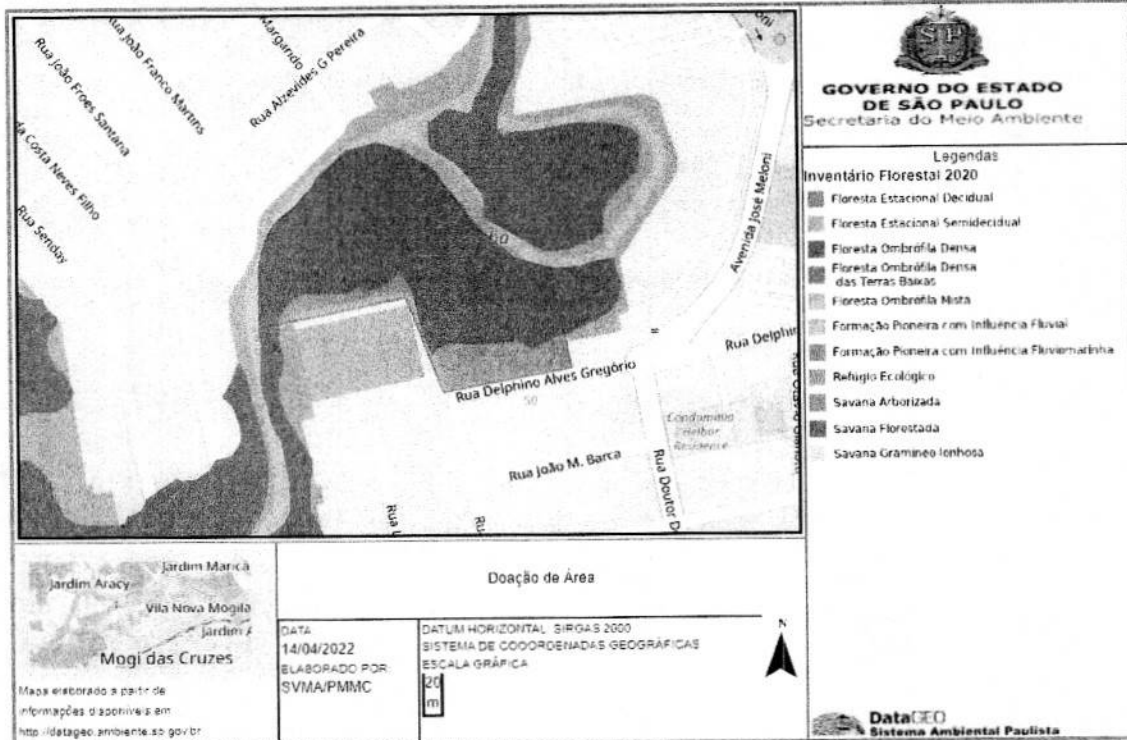 Rua João Froes Santana
Rua João Franco Martins
Margarido
Rua Alzevides G Pereira
da Costa Neves Filho
Rua Senday
Avenida José Meloni
Rua Delphino Alves Gregório
50
Rua Delphin
Condomínio
Residence
Rua João M. Barca
Rua Doutor D
GOVERNO DO ESTADO
DE SÃO PAULO
Secretaria do Meio Ambiente
Legendas
Inventário Florestal 2020
Floresta Estacional Decidual
Floresta Estacional Semidecidual
Floresta Ombrófila Densa
Floresta Ombrófila Densa
das Terras Baixas
Floresta Ombrófila Mista
Formação Pioneira com Influência Fluvial
Formação Pioneira com Influência Fluviomarinha
Refúgio Ecológico
Savana Arborizada
Savana Florestada
Savana Gramíneo lenhosa
Jardim Marica
Jardim Aracy
Vila Nova Mogila
Jardim A
Mogi das Cruzes
Mapa elaborado a partir de
informações disponíveis em
http://datageo.ambiente.sp.gov.br
Doação de Área
DATA
14/04/2022
ELABORADO POR:
SVMA/PMMC
DATUM HORIZONTAL: SIRGAS 2000
SISTEMA DE COOORDENADAS GEOGRÁFICAS
ESCALA GRÁFICA
20
m
N
DataGEO
Sistema Ambiental Paulista